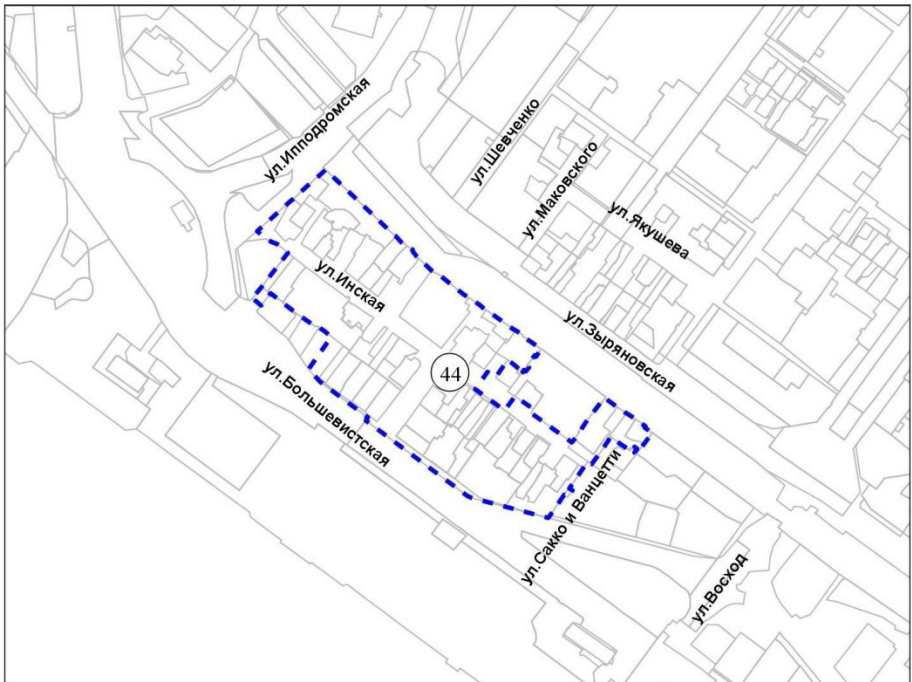 ул.Ипподромская
ул.Шевченко
ул.Маковского
ул.Якушева
ул.Инская
ул.Зыряновская
44
ул.Большевистская
ул.Сакко и Ванцетти
ул.Восход